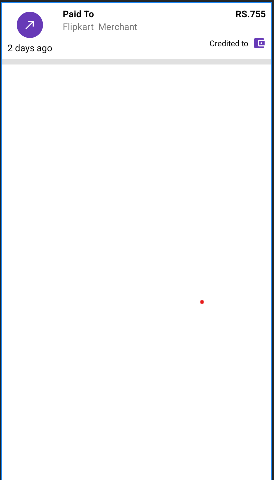 Paid To
RS.755
Flipkart Merchant
Credited to
2 days ago